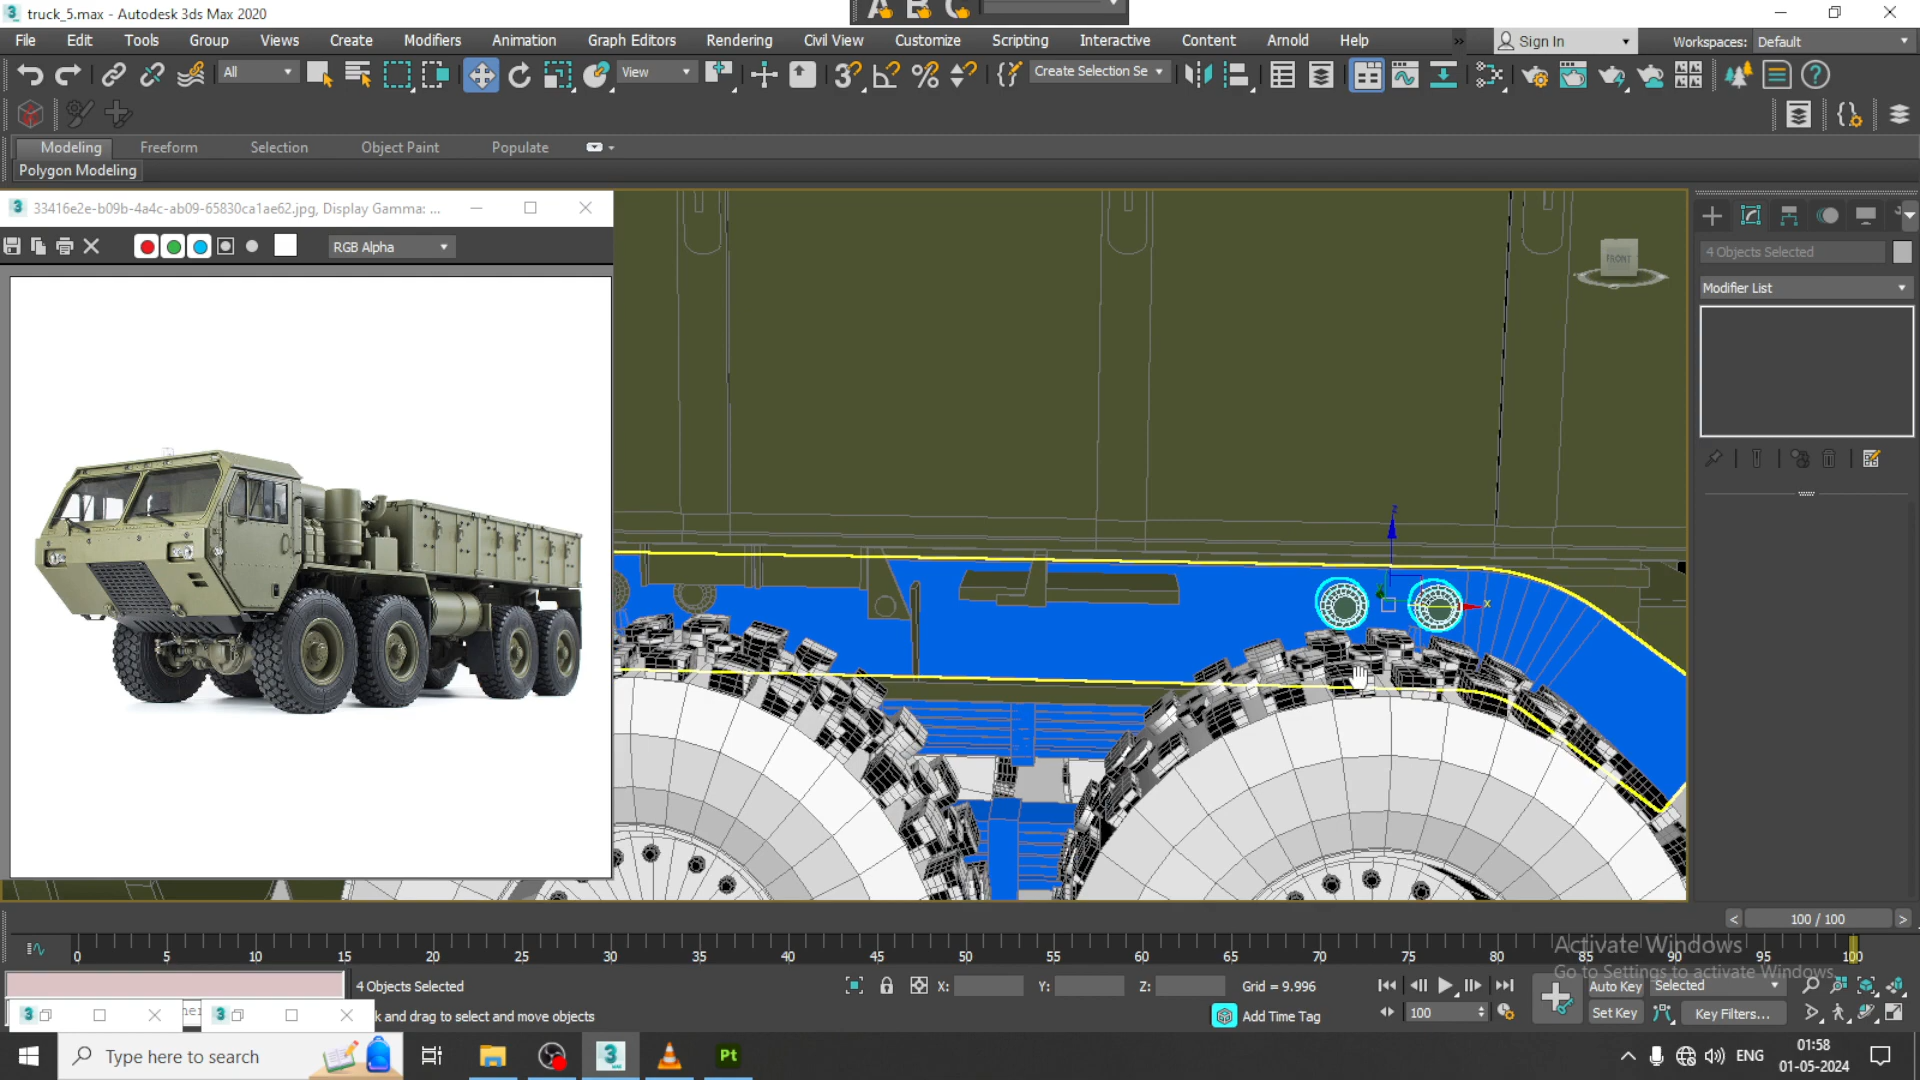 truck_5.max - Autodesk 3ds Max 2020
File Edit Tools Group Views Create Modifiers Animation Graph Editors Rendering Civil View Customize Scripting Interactive Content Arnold Help Sign In Workspaces: Default
All View Create Selection Se
Modeling Freeform Selection Object Paint Populate
Polygon Modeling
33416e2e-b09b-4a4c-ab09-65830ca1ae62.jpg, Display Gamma: ...
RGB Alpha
FRONT
4 Objects Selected
Modifier List
z
x
100 / 100
0 5 10 15 20 25 30 35 40 45 50 55 60 65 70 75 80 85 90 95 100
Activate Windows
Go to Settings to activate Windows.
4 Objects Selected X: Y: Z: Grid = 9.996 Auto Key Selected
k and drag to select and move objects Add Time Tag 100 Set Key Key Filters...
Type here to search
Pt
ENG
01:58
01-05-2024